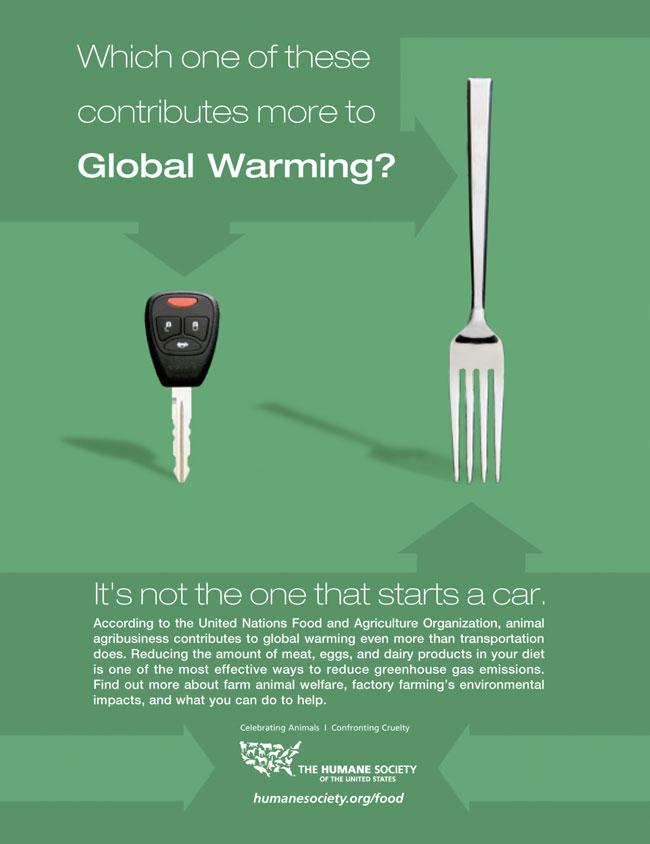 Which one of these
contributes more to
Global Warming?
It's not the one that starts a car.
According to the United Nations Food and Agriculture Organization, animal
agribusiness contributes to global warming even more than transportation
does. Reducing the amount of meat, eggs, and dairy products in your diet
is one of the most effective ways to reduce greenhouse gas emissions.
Find out more about farm animal welfare, factory farming's environmental
impacts, and what you can do to help.
Celebrating Animals | Confronting Cruelty
THE HUMANE SOCIETY
OF THE UNITED STATES
humanesociety.org/food